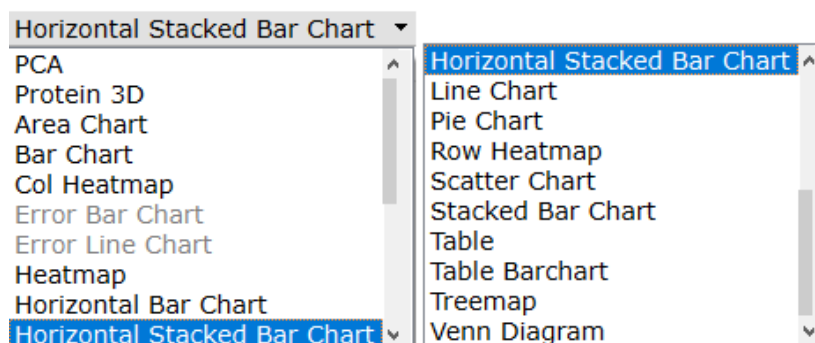 Horizontal Stacked Bar Chart
PCA
Protein 3D
Area Chart
Bar Chart
Col Heatmap
Error Bar Chart
Error Line Chart
Heatmap
Horizontal Bar Chart
Horizontal Stacked Bar Chart
Horizontal Stacked Bar Chart
Line Chart
Pie Chart
Row Heatmap
Scatter Chart
Stacked Bar Chart
Table
Table Barchart
Treemap
Venn Diagram